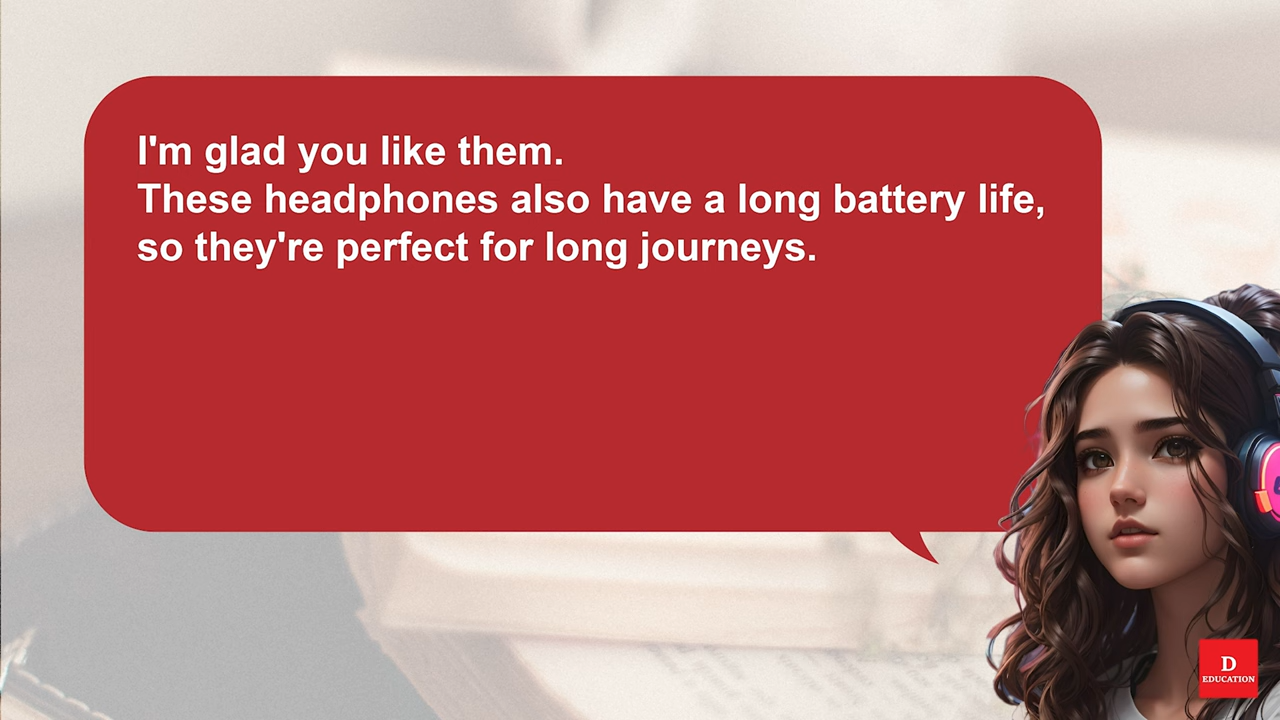 I'm glad you like them.
These headphones also have a long battery life,
so they're perfect for long journeys.
D
EDUCATION